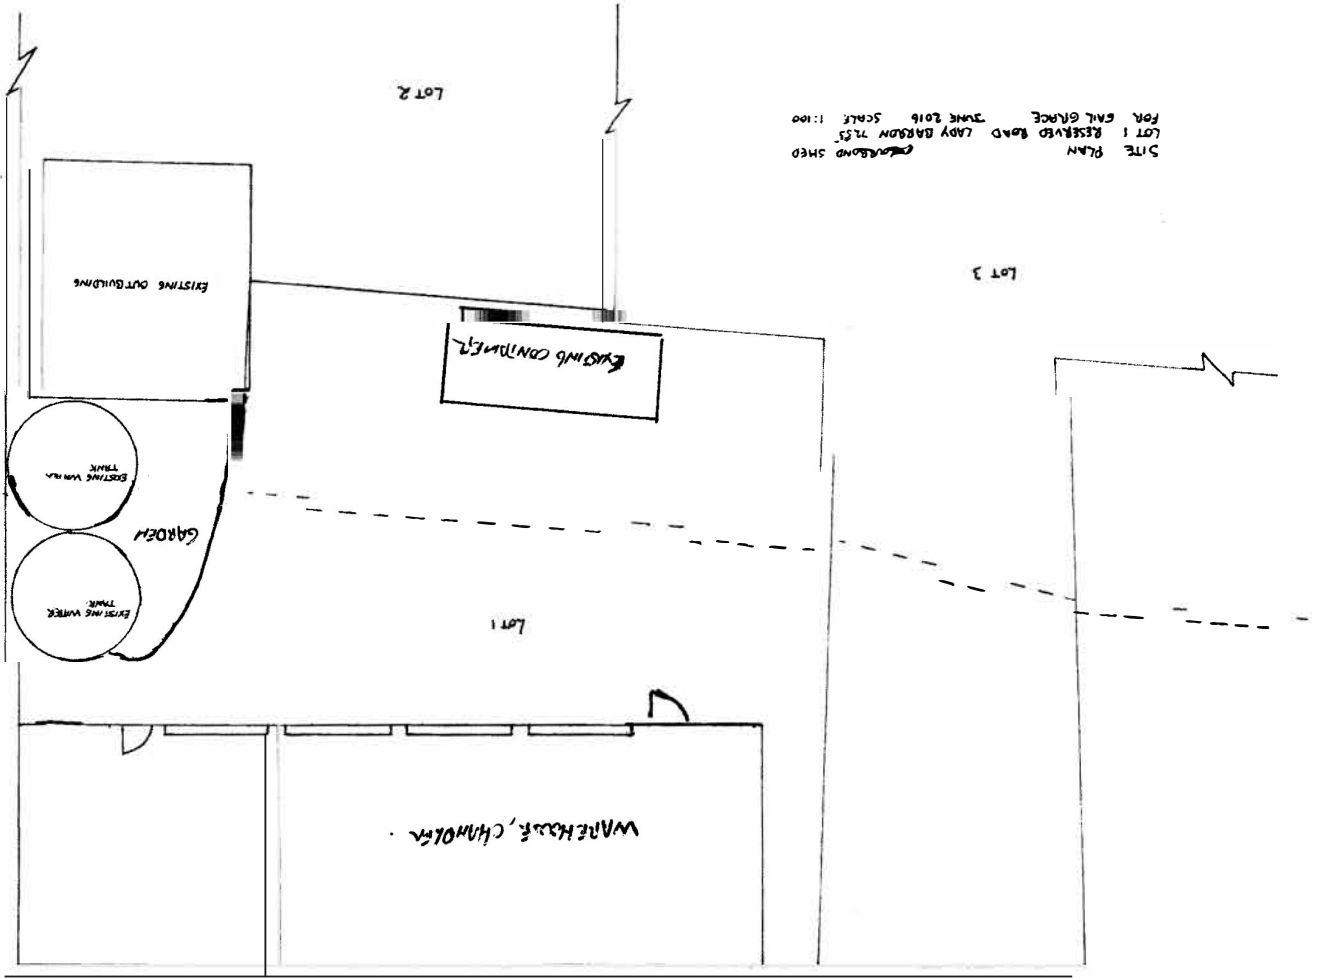 SITE PLAN COLOURBOND SHED
LOT 1 RESERVED ROAD LADY BARRON 7255
FOR GAIL GRACE JUNE 2016 SCALE 1:100
WAREHOUSE, CHANDLER.
LOT 1
EXISTING WATER
TANK.
GARDEN
EXISTING WATER
TANK
EXISTING CONTAINER
EXISTING OUTBUILDING
LOT 3
LOT 2